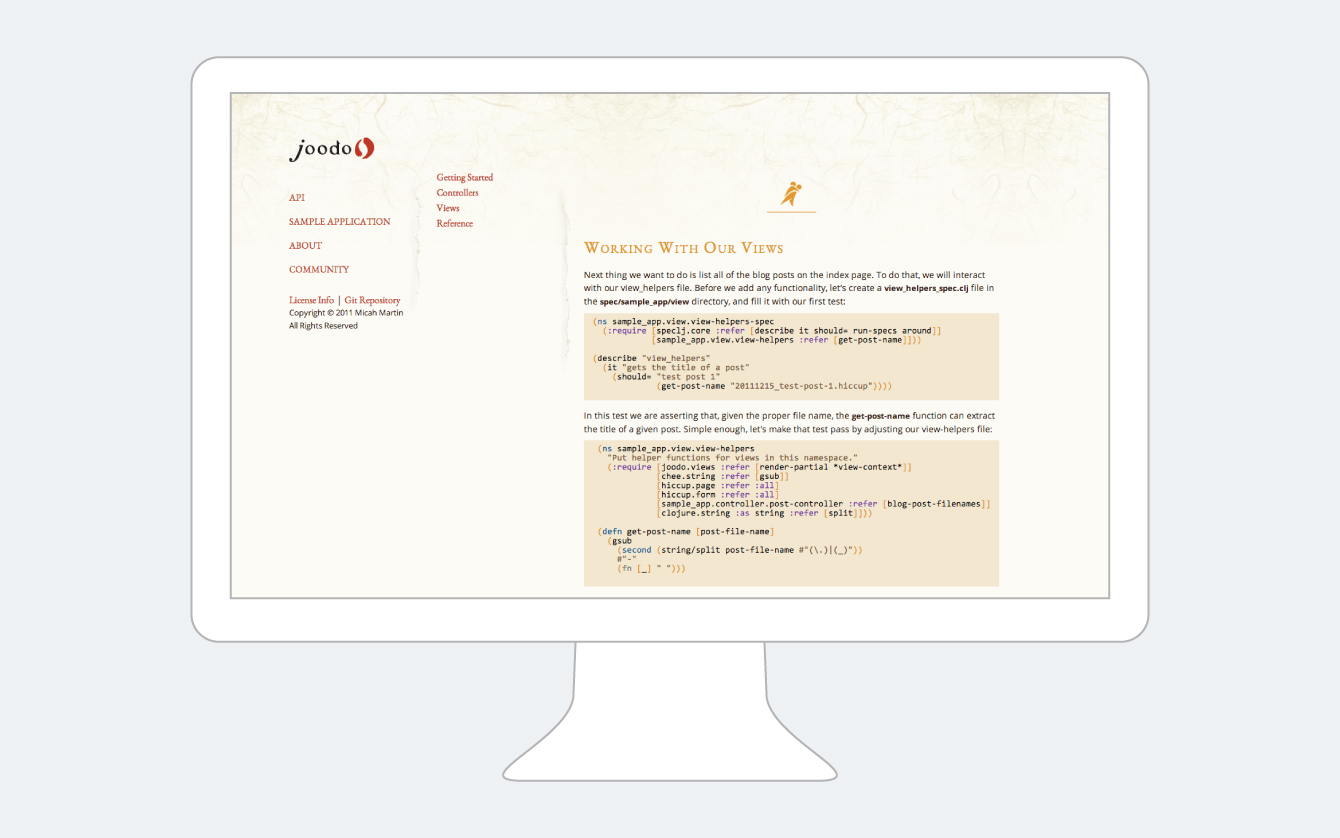 joodo
API
SAMPLE APPLICATION
ABOUT
COMMUNITY
License Info | Git Repository
Copyright © 2011 Micah Martin
All Rights Reserved
Getting Started
Controllers
Views
Reference
Working With Our Views
Next thing we want to do is list all of the blog posts on the index page. To do that, we will interact
with our view_helpers file. Before we add any functionality, let's create a view_helpers_spec.clj file in
the spec/sample_app/view directory, and fill it with our first test:
(ns sample_app.view.view-helpers-spec
(:require [speclj.core :refer [describe it should= run-specs around]]
[sample_app.view.view-helpers :refer [get-post-name]]))
(describe "view_helpers"
(it "gets the title of a post"
(should= "test post 1"
(get-post-name "20111215_test-post-1.hiccup"))))
In this test we are asserting that, given the proper file name, the get-post-name function can extract
the title of a given post. Simple enough, let's make that test pass by adjusting our view-helpers file:
(ns sample_app.view.view-helpers
"Put helper functions for views in this namespace."
(:require [joodo.views :refer [render-partial *view-context*]]
[chee.string :refer [gsub]]
[hiccup.page :refer :all]
[hiccup.form :refer :all]
[sample_app.controller.post-controller :refer [blog-post-filenames]]
[clojure.string :as string :refer [split]]))
(defn get-post-name [post-file-name]
(gsub
(second (string/split post-file-name #"(\.)|(_)"))
#"-"
(fn [_] " ")))